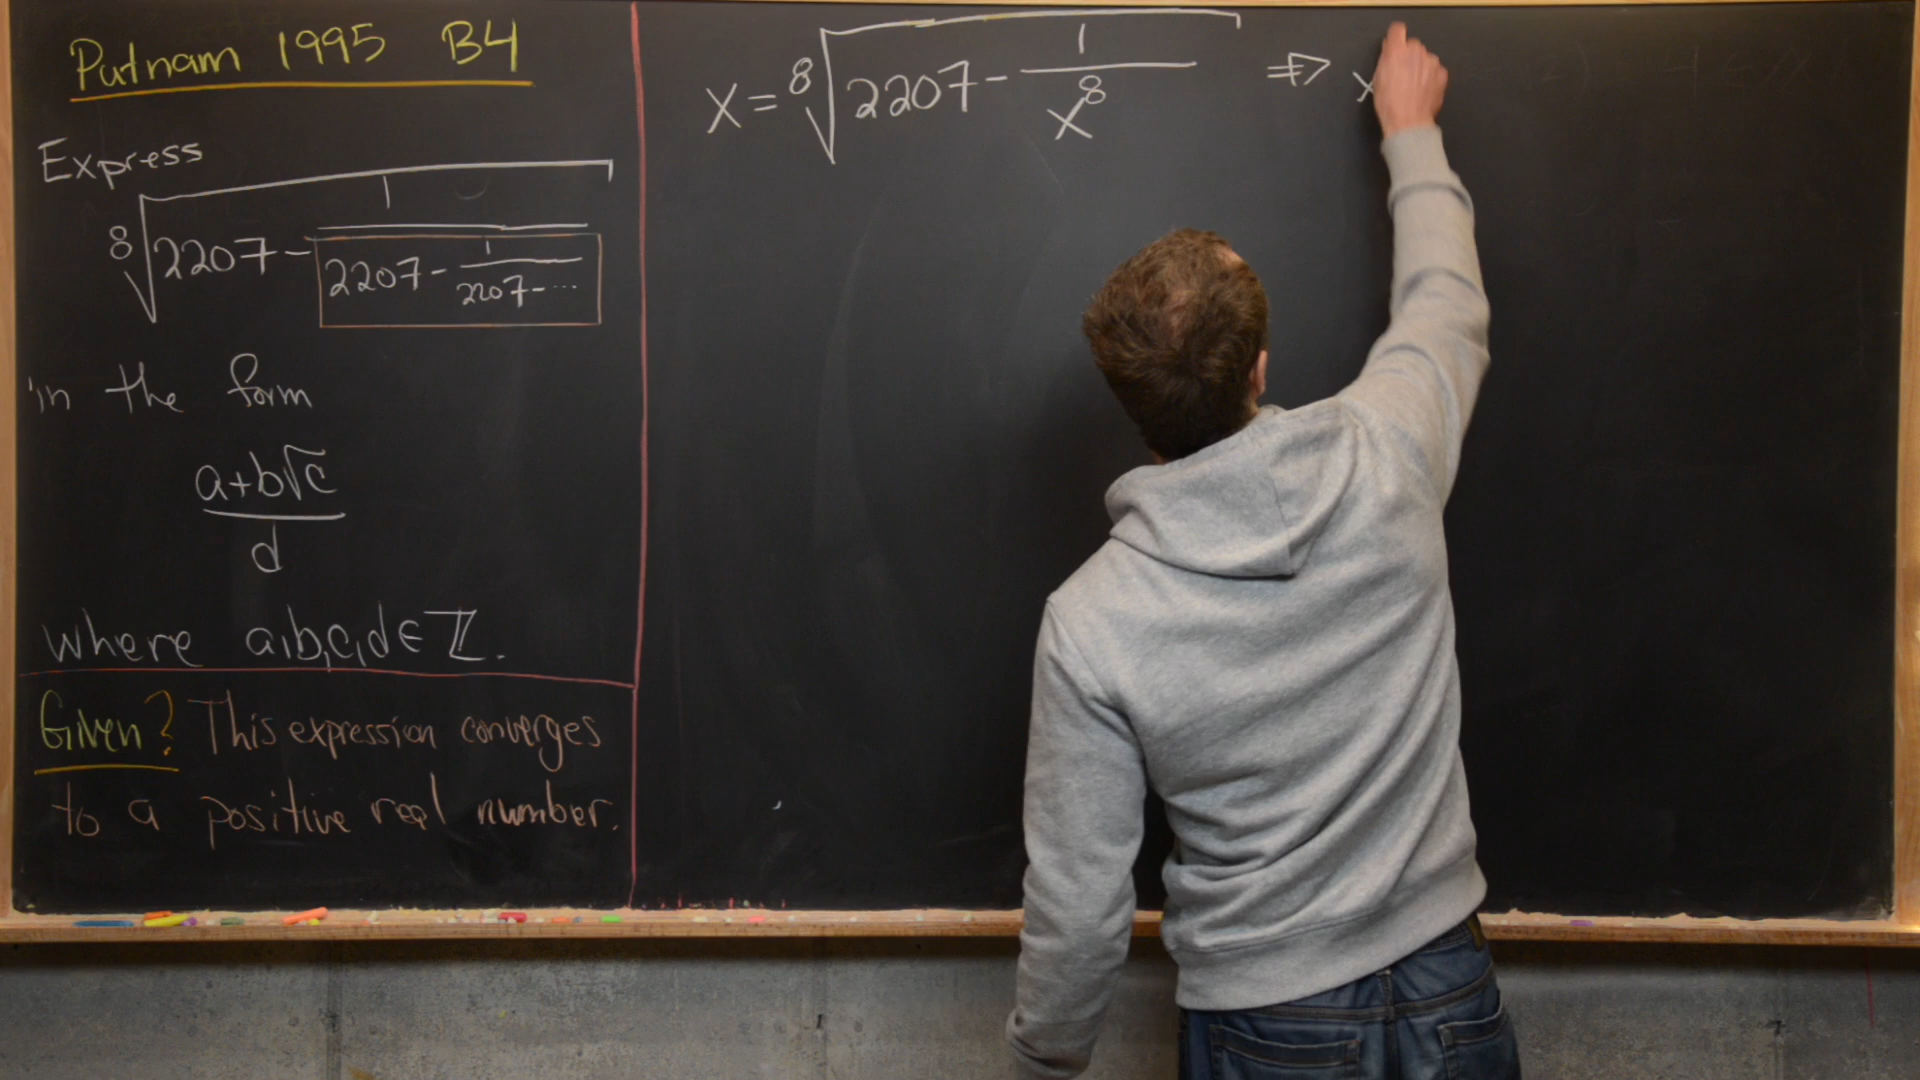 Putnam 1995 B4
Express
⁸√(2207 - 1/(2207 - 1/(2207 - ⋯)))
in the form
(a+b√c)/d
where a,b,c,d ∈ ℤ.
Given? This expression converges
to a positive real number.
x = ⁸√(2207 - 1/x⁸) ⇒ x